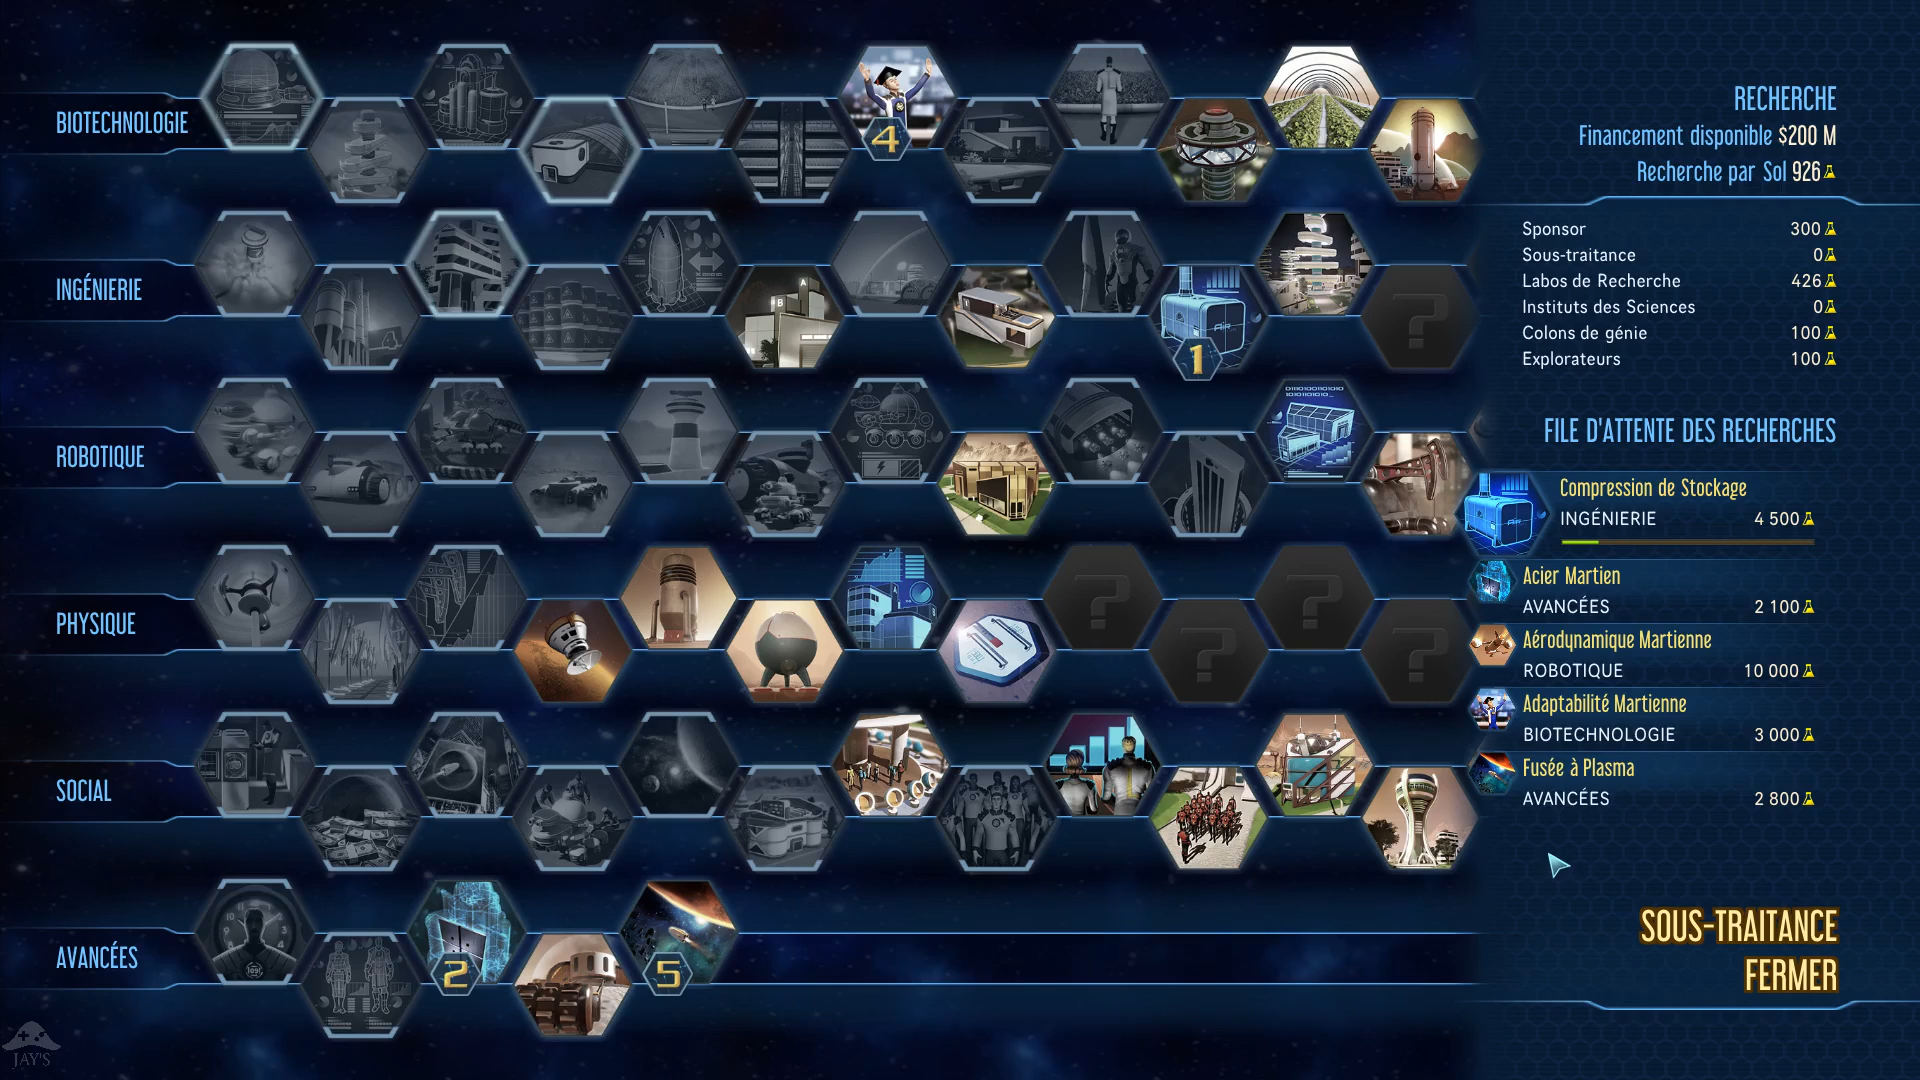 BIOTECHNOLOGIE
4
INGÉNIERIE
A
B
AIR
1
?
ROBOTIQUE
PHYSIQUE
?
?
?
?
SOCIAL
AVANCÉES
2
5
JAY'S
RECHERCHE
Financement disponible $200 M
Recherche par Sol 926
Sponsor 300
Sous-traitance 0
Labos de Recherche 426
Instituts des Sciences 0
Colons de génie 100
Explorateurs 100
FILE D'ATTENTE DES RECHERCHES
Compression de Stockage
INGÉNIERIE 4 500
Acier Martien
AVANCÉES 2 100
Aérodynamique Martienne
ROBOTIQUE 10 000
Adaptabilité Martienne
BIOTECHNOLOGIE 3 000
Fusée à Plasma
AVANCÉES 2 800
SOUS-TRAITANCE
FERMER